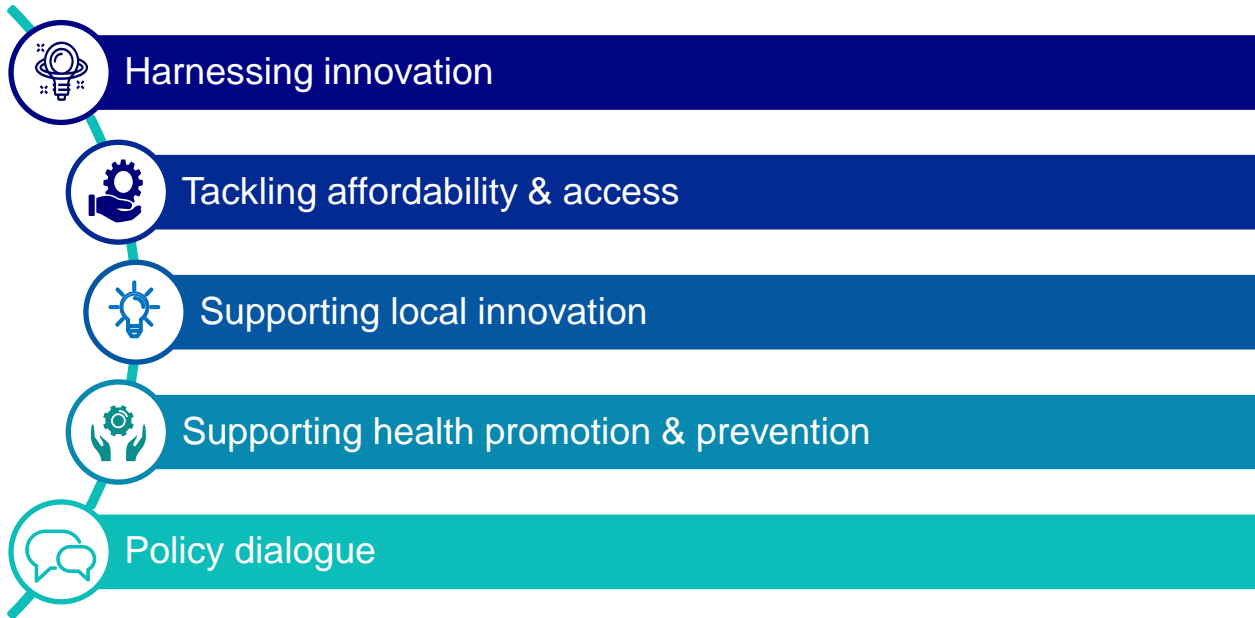 Harnessing innovation
Tackling affordability & access
Supporting local innovation
Supporting health promotion & prevention
Policy dialogue